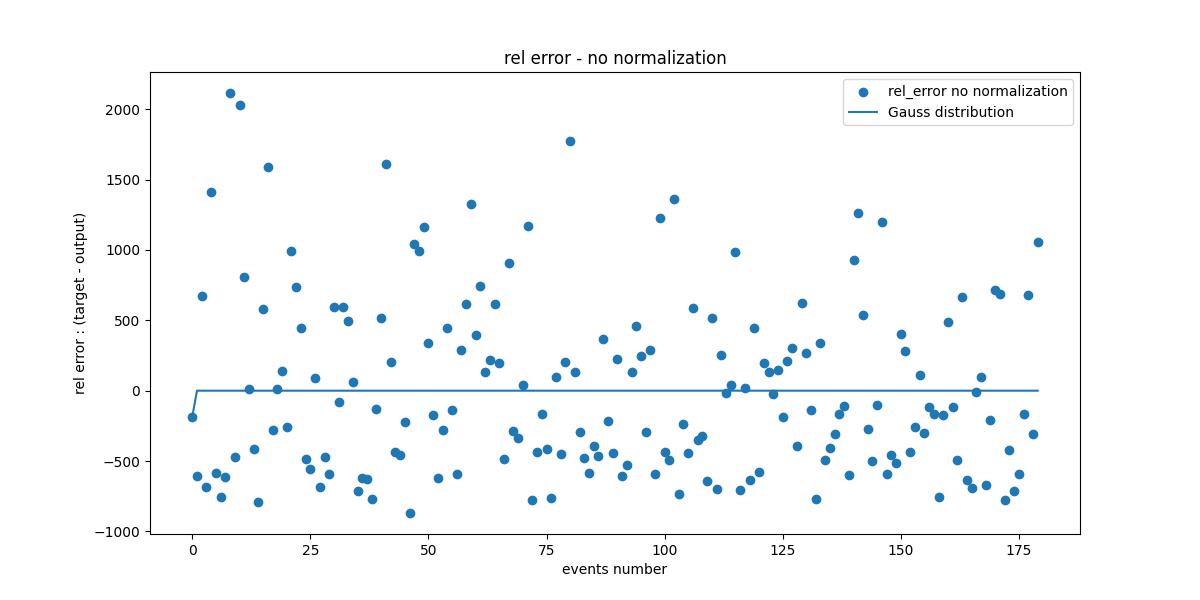 rel error - no normalization
rel_error no normalization
Gauss distribution
rel error : (target - output)
2000
1500
1000
500
0
−500
−1000
0 25 50 75 100 125 150 175
events number